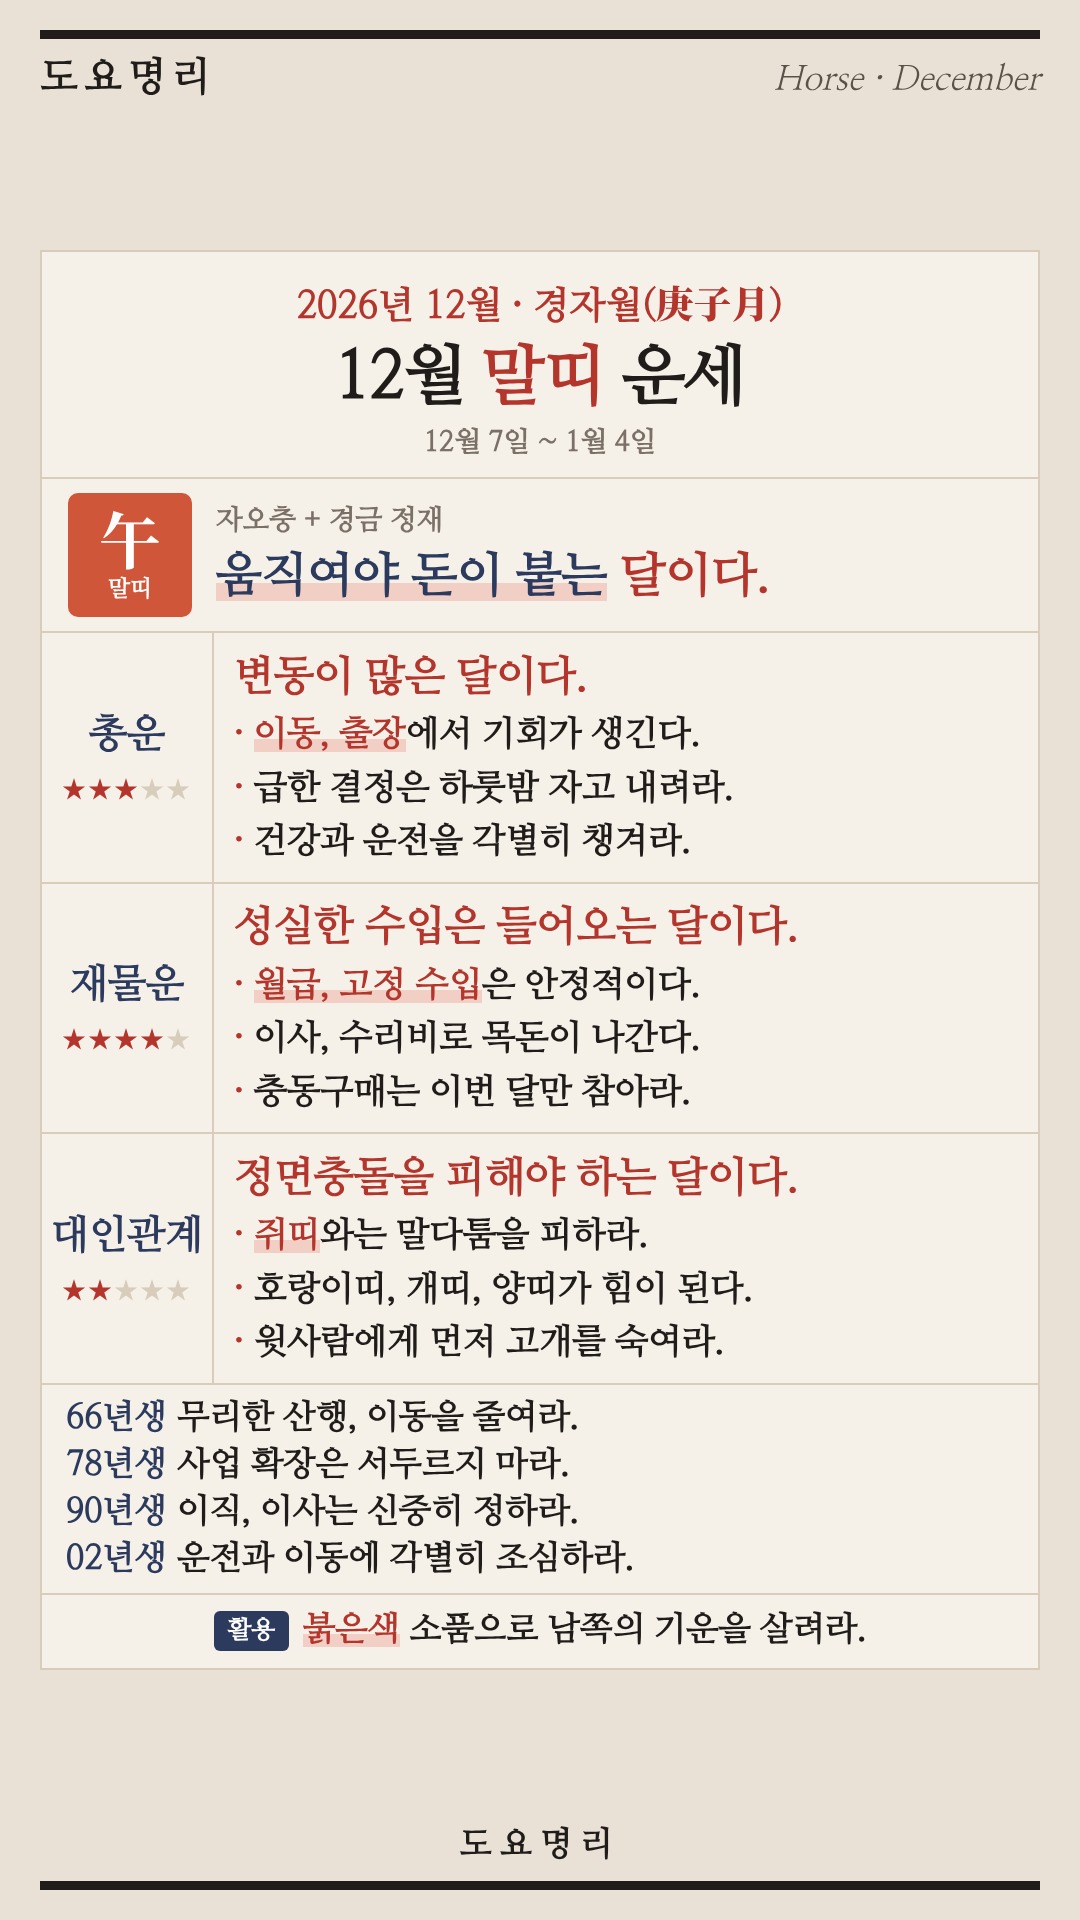 도요명리
Horse · December
2026년 12월 · 경자월(庚子月)
12월 말띠 운세
12월 7일 ~ 1월 4일
午
말띠
자오충 + 경금 정재
움직여야 돈이 붙는 달이다.
총운
★★★★★
변동이 많은 달이다.
· 이동, 출장에서 기회가 생긴다.
· 급한 결정은 하룻밤 자고 내려라.
· 건강과 운전을 각별히 챙겨라.
재물운
★★★★★
성실한 수입은 들어오는 달이다.
· 월급, 고정 수입은 안정적이다.
· 이사, 수리비로 목돈이 나간다.
· 충동구매는 이번 달만 참아라.
대인관계
★★★★★
정면충돌을 피해야 하는 달이다.
· 쥐띠와는 말다툼을 피하라.
· 호랑이띠, 개띠, 양띠가 힘이 된다.
· 윗사람에게 먼저 고개를 숙여라.
66년생 무리한 산행, 이동을 줄여라.
78년생 사업 확장은 서두르지 마라.
90년생 이직, 이사는 신중히 정하라.
02년생 운전과 이동에 각별히 조심하라.
활용 붉은색 소품으로 남쪽의 기운을 살려라.
도요명리